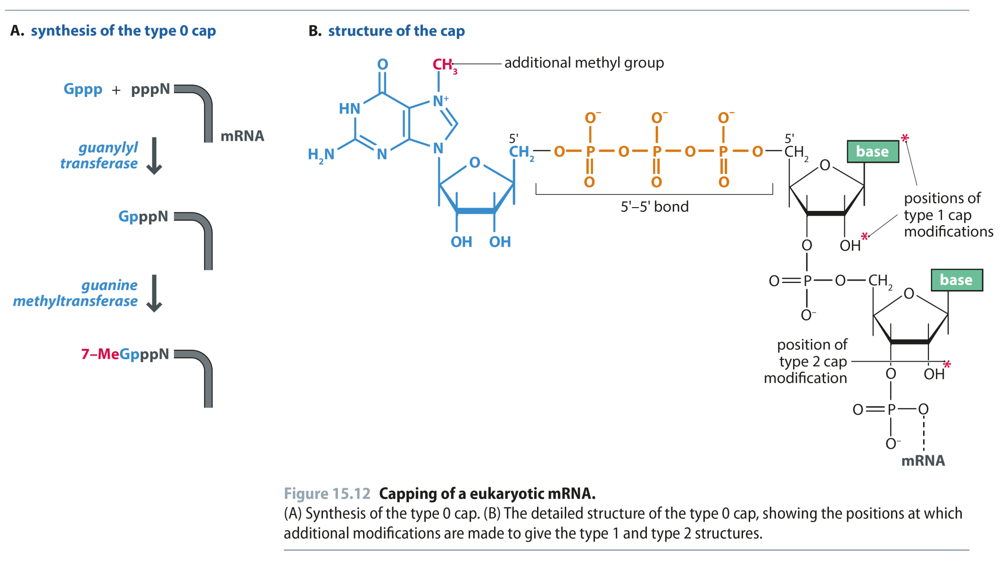 A. synthesis of the type 0 cap
Gppp + pppN
mRNA
guanylyl
transferase
GpppN
guanine
methyltransferase
7–MeGpppN
B. structure of the cap
O
CH3
additional methyl group
HN
N+
H2N
N
N
O
OH OH
5'
CH2
O
P
O
P
O
P
O
O– O– O–
O O O
5'–5' bond
5'
CH2
base
*
O
positions of
type 1 cap
modifications
O
OH*
O
P
O
CH2
base
O–
O
position of
type 2 cap
modification
*
O
OH
O
P
O
O–
mRNA
Figure 15.12 Capping of a eukaryotic mRNA.
(A) Synthesis of the type 0 cap. (B) The detailed structure of the type 0 cap, showing the positions at which
additional modifications are made to give the type 1 and type 2 structures.